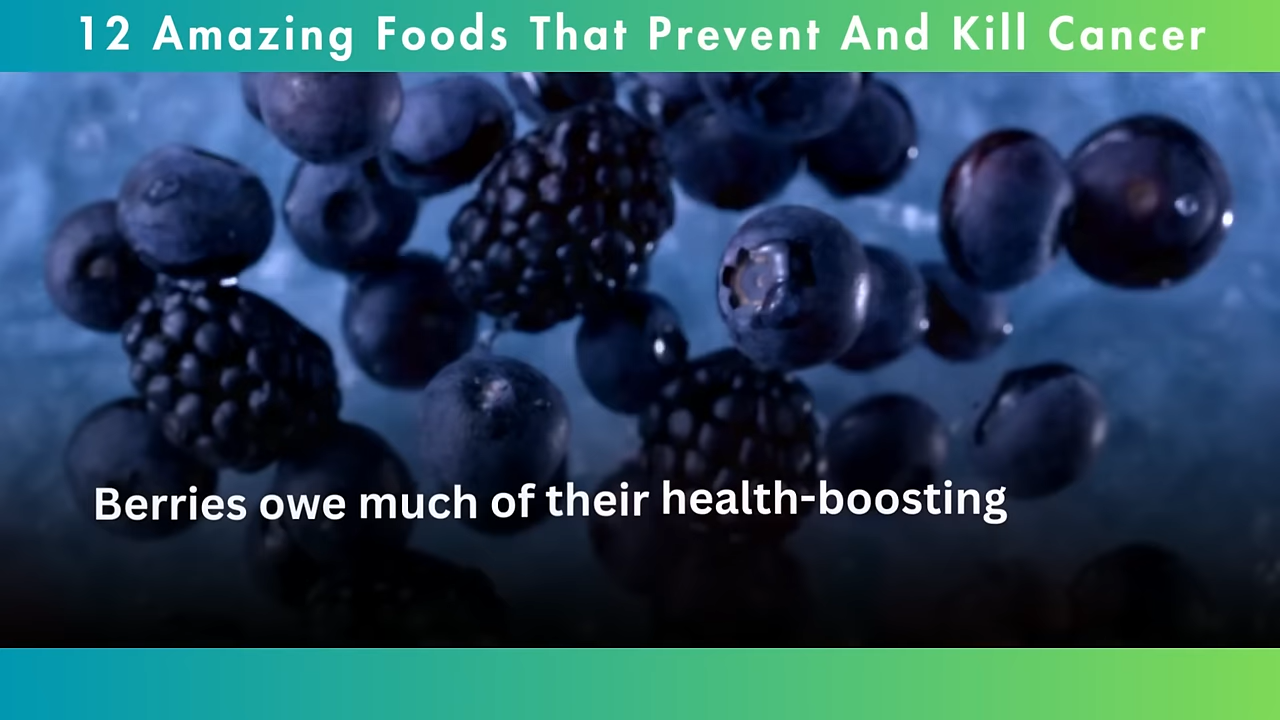 12 Amazing Foods That Prevent And Kill Cancer
Berries owe much of their health-boosting